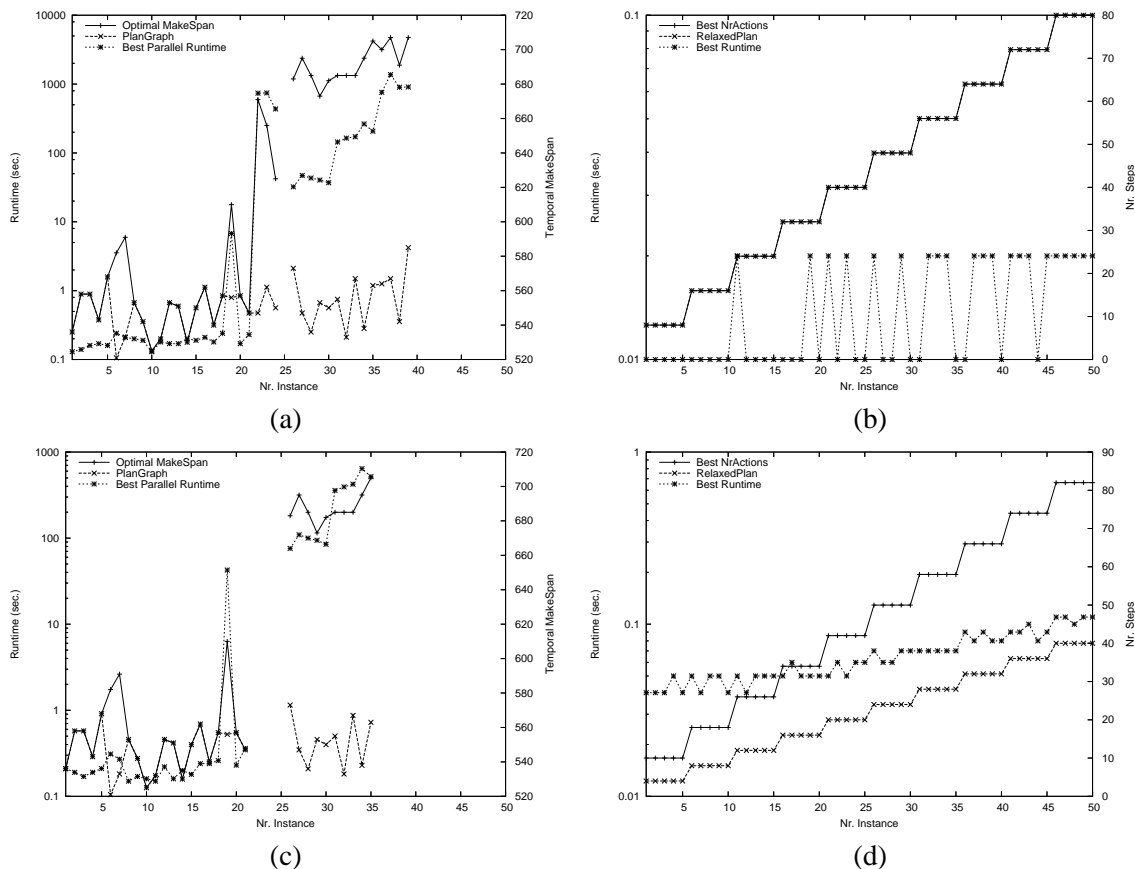 Optimal MakeSpan
PlanGraph
Best Parallel Runtime
10000
1000
100
10
1
0.1
Runtime (sec.)
720
700
680
660
640
620
600
580
560
540
520
Temporal MakeSpan
5 10 15 20 25 30 35 40 45 50
Nr. Instance
(a)
Best NrActions
RelaxedPlan
Best Runtime
0.1
0.01
Runtime (sec.)
80
70
60
50
40
30
20
10
0
Nr. Steps
5 10 15 20 25 30 35 40 45 50
Nr. Instance
(b)
Optimal MakeSpan
PlanGraph
Best Parallel Runtime
1000
100
10
1
0.1
Runtime (sec.)
720
700
680
660
640
620
600
580
560
540
520
Temporal MakeSpan
5 10 15 20 25 30 35 40 45 50
Nr. Instance
(c)
Best NrActions
RelaxedPlan
Best Runtime
1
0.1
0.01
Runtime (sec.)
90
80
70
60
50
40
30
20
10
0
Nr. Steps
5 10 15 20 25 30 35 40 45 50
Nr. Instance
(d)